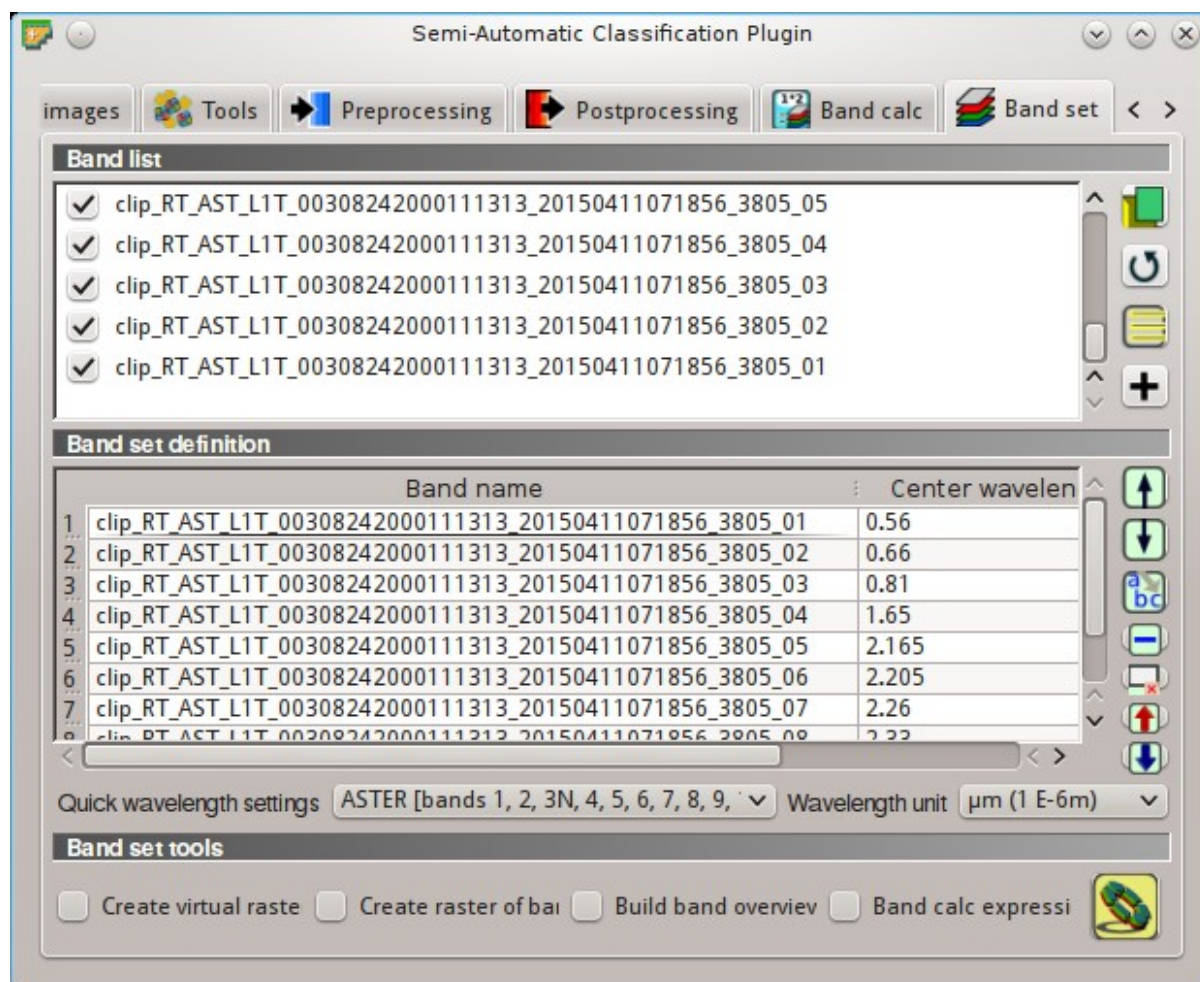 Semi-Automatic Classification Plugin
images Tools Preprocessing Postprocessing Band calc Band set < >
Band list
clip_RT_AST_L1T_00308242000111313_20150411071856_3805_05
clip_RT_AST_L1T_00308242000111313_20150411071856_3805_04
clip_RT_AST_L1T_00308242000111313_20150411071856_3805_03
clip_RT_AST_L1T_00308242000111313_20150411071856_3805_02
clip_RT_AST_L1T_00308242000111313_20150411071856_3805_01
Band set definition
Band name Center wavelen
1 clip_RT_AST_L1T_00308242000111313_20150411071856_3805_01 0.56
2 clip_RT_AST_L1T_00308242000111313_20150411071856_3805_02 0.66
3 clip_RT_AST_L1T_00308242000111313_20150411071856_3805_03 0.81
4 clip_RT_AST_L1T_00308242000111313_20150411071856_3805_04 1.65
5 clip_RT_AST_L1T_00308242000111313_20150411071856_3805_05 2.165
6 clip_RT_AST_L1T_00308242000111313_20150411071856_3805_06 2.205
7 clip_RT_AST_L1T_00308242000111313_20150411071856_3805_07 2.26
8 clip_RT_AST_L1T_00308242000111313_20150411071856_3805_08 2.33
Quick wavelength settings ASTER [bands 1, 2, 3N, 4, 5, 6, 7, 8, 9, Wavelength unit µm (1 E-6m)
Band set tools
Create virtual raste Create raster of bar Build band overviev Band calc expressi